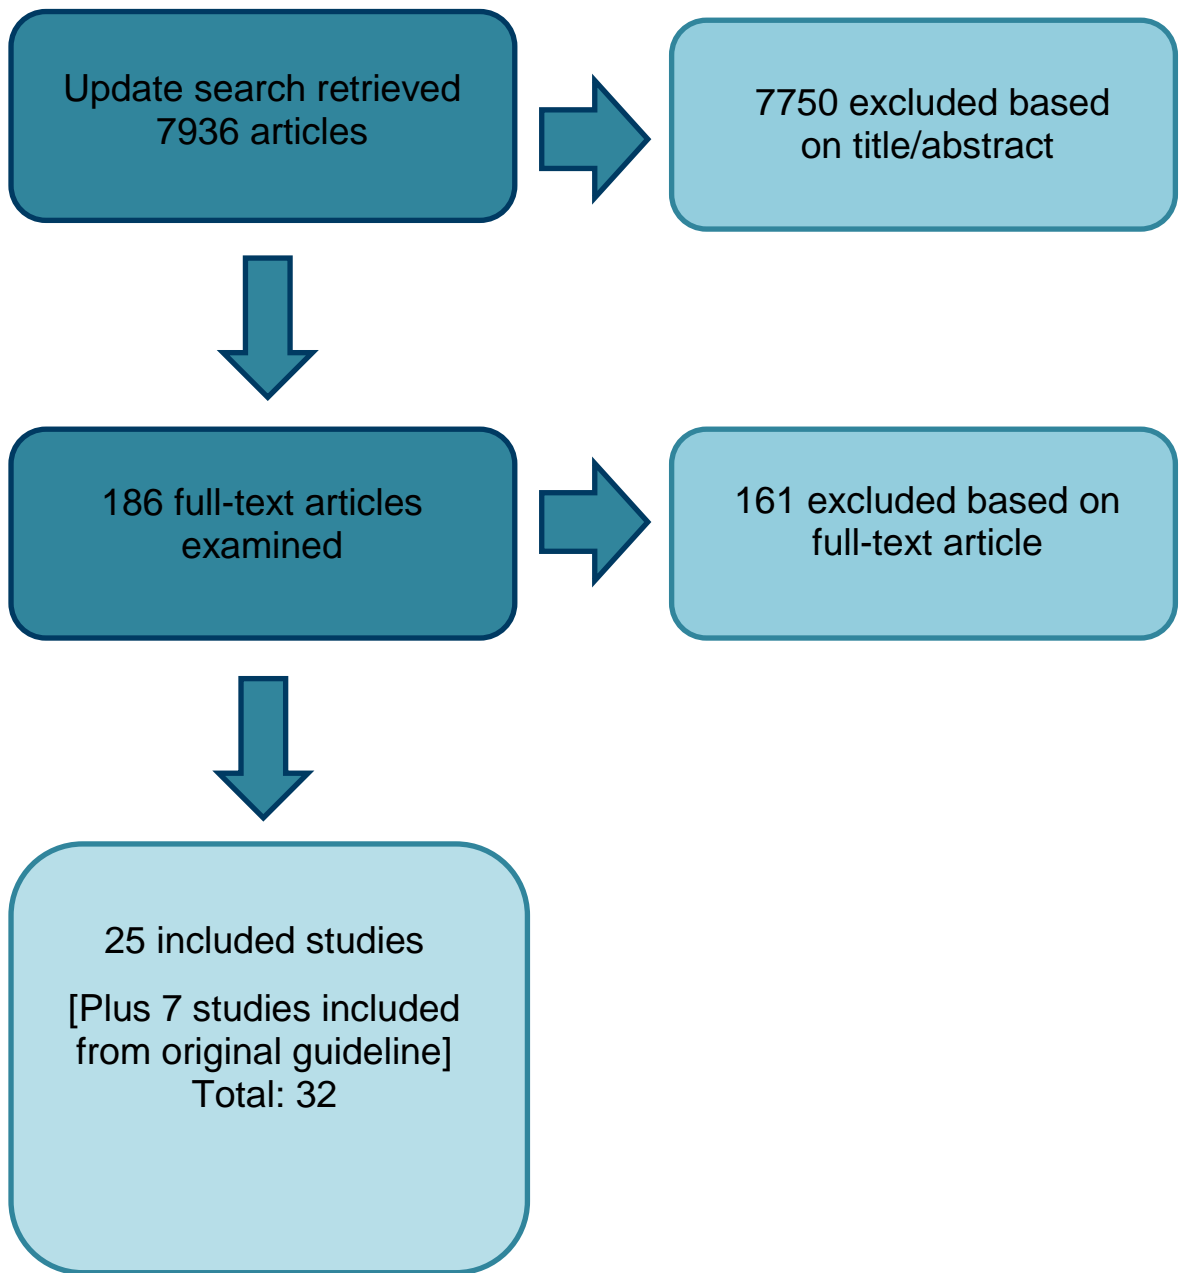 Update search retrieved
7936 articles
7750 excluded based
on title/abstract
186 full-text articles
examined
161 excluded based on
full-text article
25 included studies
[Plus 7 studies included
from original guideline]
Total: 32